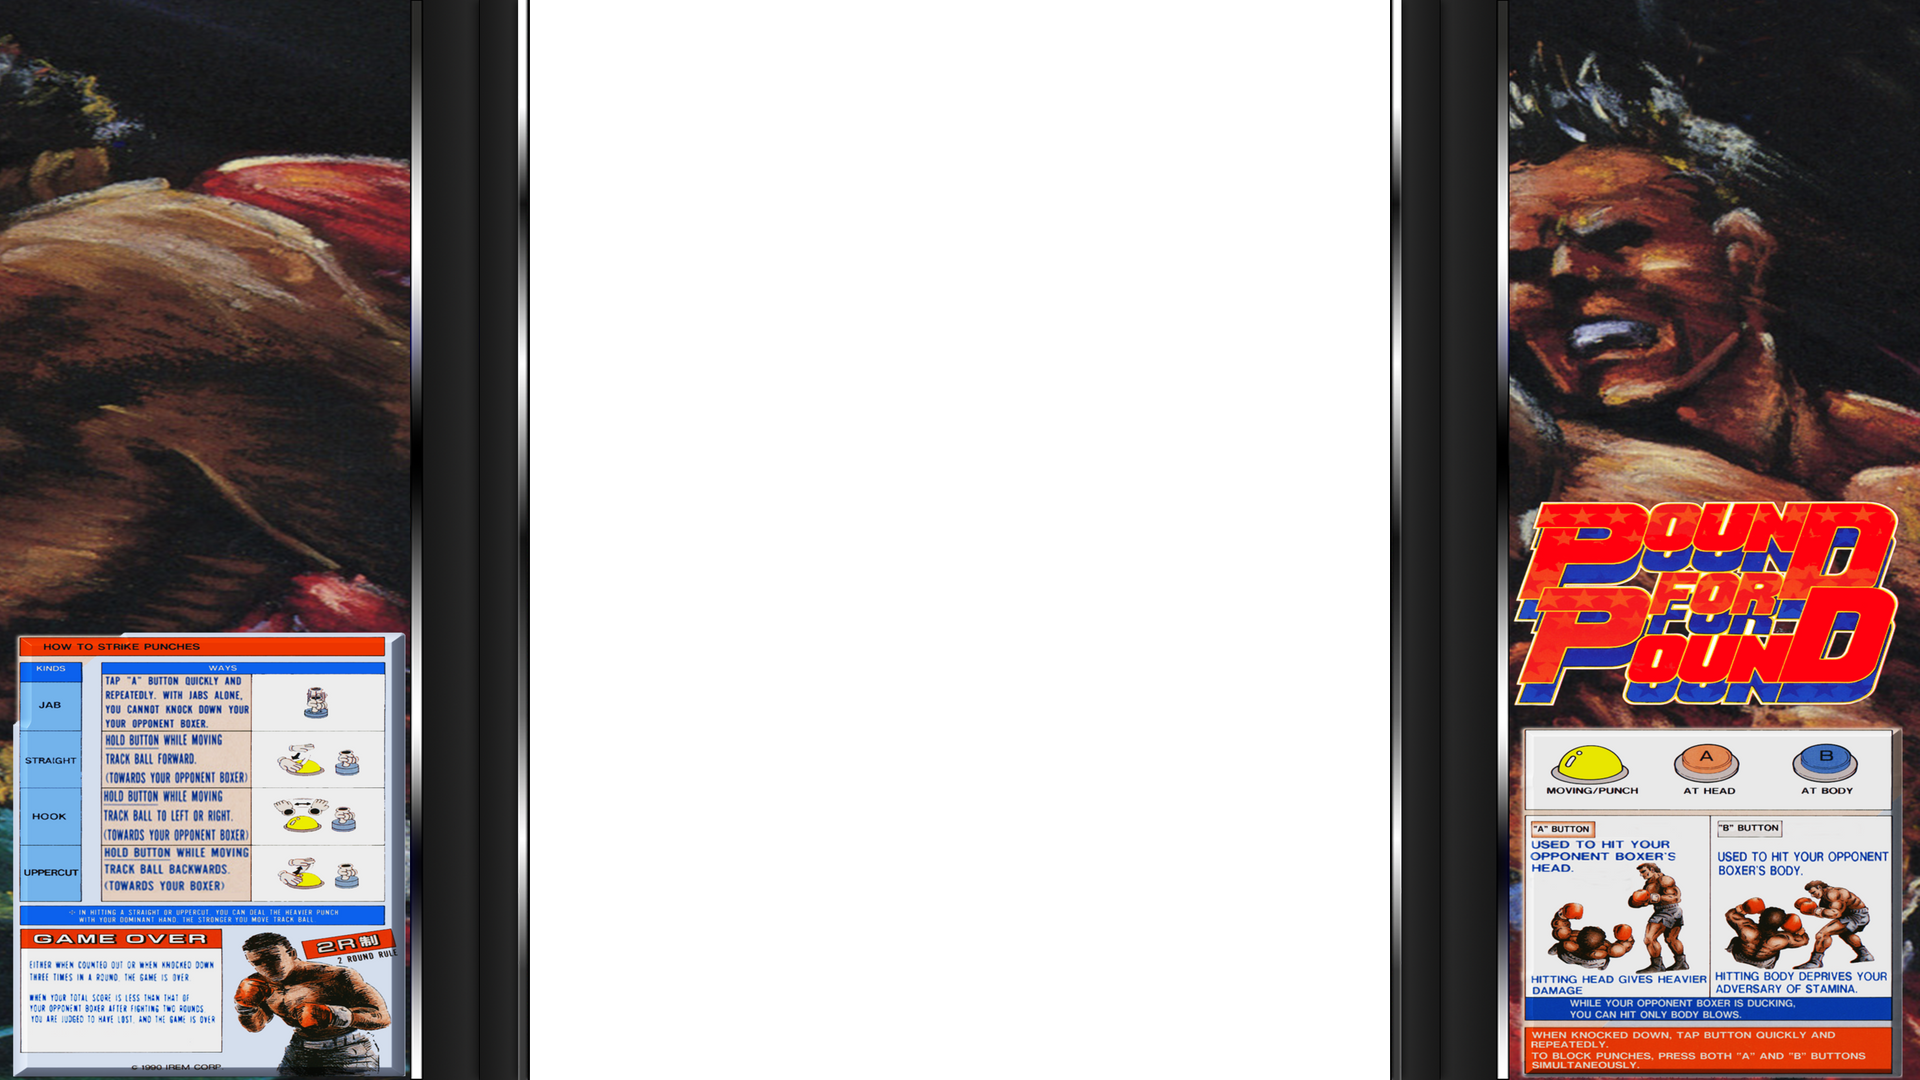 HOW TO STRIKE PUNCHES
KINDS
WAYS
JAB
TAP "A" BUTTON QUICKLY AND
REPEATEDLY. WITH JABS ALONE,
YOU CANNOT KNOCK DOWN YOUR
YOUR OPPONENT BOXER.
STRAIGHT
HOLD BUTTON WHILE MOVING
TRACK BALL FORWARD.
(TOWARDS YOUR OPPONENT BOXER)
HOOK
HOLD BUTTON WHILE MOVING
TRACK BALL TO LEFT OR RIGHT.
(TOWARDS YOUR OPPONENT BOXER)
UPPERCUT
HOLD BUTTON WHILE MOVING
TRACK BALL BACKWARDS.
(TOWARDS YOUR BOXER)
IN HITTING A STRAIGHT OR UPPERCUT, YOU CAN DEAL THE HEAVIER PUNCH
WITH YOUR DOMINANT HAND, THE STRONGER YOU MOVE TRACK BALL.
GAME OVER
EITHER WHEN COUNTED OUT OR WHEN KNOCKED DOWN
THREE TIMES IN A ROUND, THE GAME IS OVER.
WHEN YOUR TOTAL SCORE IS LESS THAN THAT OF
YOUR OPPONENT BOXER AFTER FIGHTING TWO ROUNDS,
YOU ARE JUDGED TO HAVE LOST, AND THE GAME IS OVER
2R制
2 ROUND RULE
© 1990 IREM CORP.
POUND
FOR
POUND
MOVING/PUNCH
A
AT HEAD
B
AT BODY
"A" BUTTON
USED TO HIT YOUR
OPPONENT BOXER'S
HEAD.
HITTING HEAD GIVES HEAVIER
DAMAGE
"B" BUTTON
USED TO HIT YOUR OPPONENT
BOXER'S BODY.
HITTING BODY DEPRIVES YOUR
ADVERSARY OF STAMINA.
WHILE YOUR OPPONENT BOXER IS DUCKING,
YOU CAN HIT ONLY BODY BLOWS.
WHEN KNOCKED DOWN, TAP BUTTON QUICKLY AND
REPEATEDLY.
TO BLOCK PUNCHES, PRESS BOTH "A" AND "B" BUTTONS
SIMULTANEOUSLY.